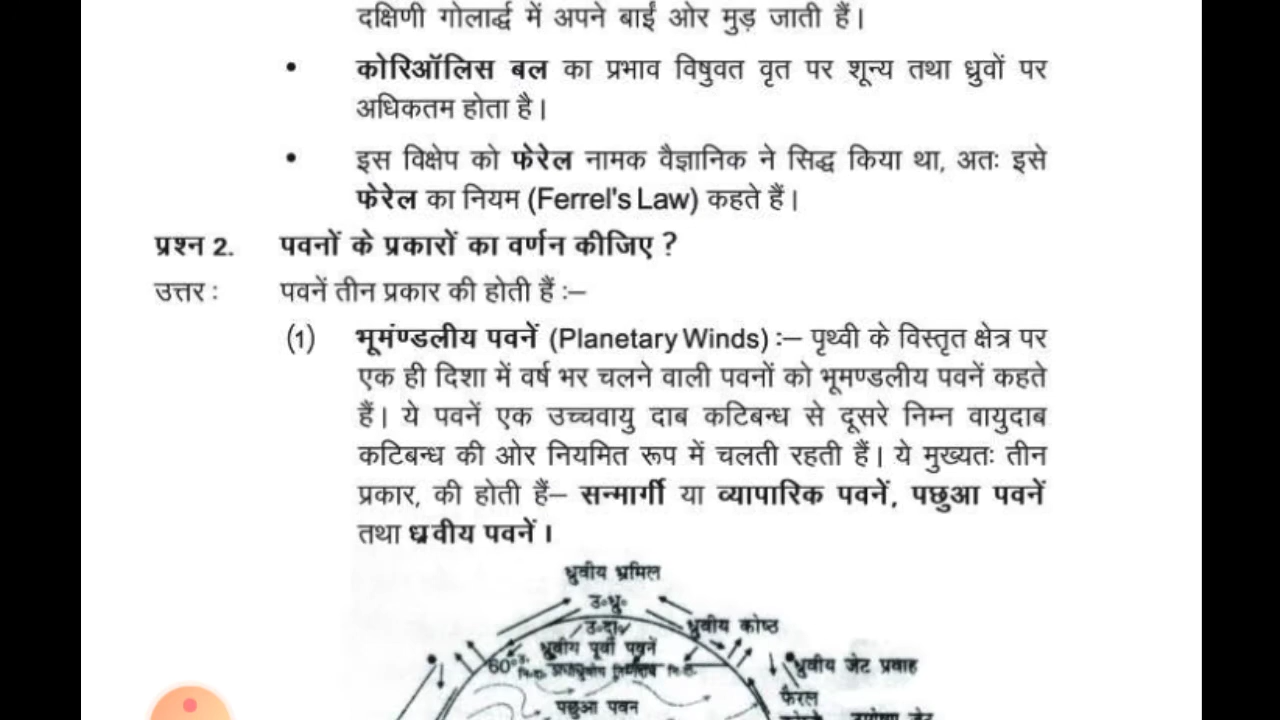 दक्षिणी गोलार्द्ध में अपने बाईं ओर मुड़ जाती हैं।
• कोरिऑलिस बल का प्रभाव विषुवत वृत पर शून्य तथा ध्रुवों पर
अधिकतम होता है।
• इस विक्षेप को फेरेल नामक वैज्ञानिक ने सिद्ध किया था, अतः इसे
फेरेल का नियम (Ferrel's Law) कहते हैं।
प्रश्न 2. पवनों के प्रकारों का वर्णन कीजिए ?
उत्तर : पवनें तीन प्रकार की होती हैं :–
(1) भूमंण्डलीय पवनें (Planetary Winds) :– पृथ्वी के विस्तृत क्षेत्र पर
एक ही दिशा में वर्ष भर चलने वाली पवनों को भूमण्डलीय पवनें कहते
हैं। ये पवनें एक उच्चवायु दाब कटिबन्ध से दूसरे निम्न वायुदाब
कटिबन्ध की ओर नियमित रूप में चलती रहती हैं। ये मुख्यतः तीन
प्रकार, की होती हैं– सन्मार्गी या व्यापारिक पवनें, पछुआ पवनें
तथा ध्रवीय पवनें।
ध्रुवीय भ्रमिल
उ॰ध्रु॰
उ॰दा॰
ध्रुवीय कोष्ठ
ध्रुवीय पूर्वी पवनें
60°
ध्रुवीय जेट प्रवाह
पछुआ पवन
फैरल